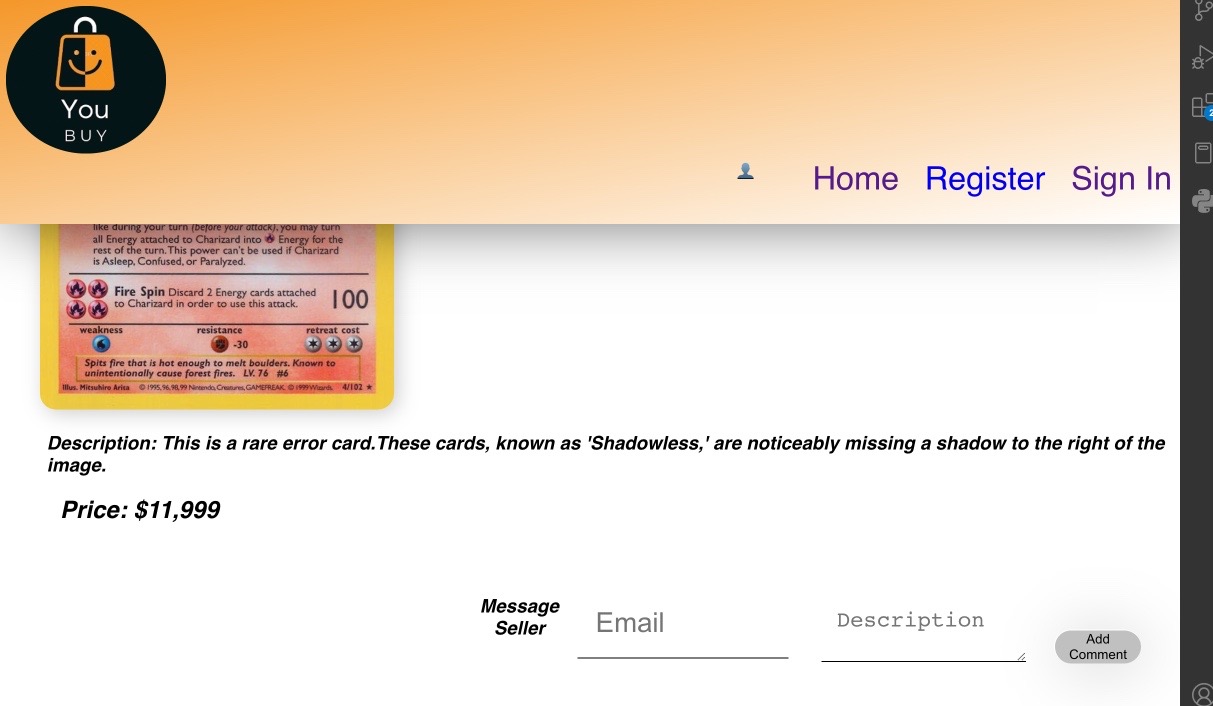 You
BUY
Home Register Sign In
like during your turn (before your attack), you may turn
all Energy attached to Charizard into Energy for the
rest of the turn. This power can't be used if Charizard
is Asleep, Confused, or Paralyzed.
Fire Spin Discard 2 Energy cards attached
to Charizard in order to use this attack.
100
weakness resistance retreat cost
-30
Spits fire that is hot enough to melt boulders. Known to
unintentionally cause forest fires. LV. 76 #6
Illus. Mitsuhiro Arita © 1995, 96, 98, 99 Nintendo, Creatures, GAMEFREAK. © 1999 Wizards. 4/102 ★
Description: This is a rare error card.These cards, known as 'Shadowless,' are noticeably missing a shadow to the right of the
image.
Price: $11,999
Message
Seller
Email
Description
Add
Comment
2